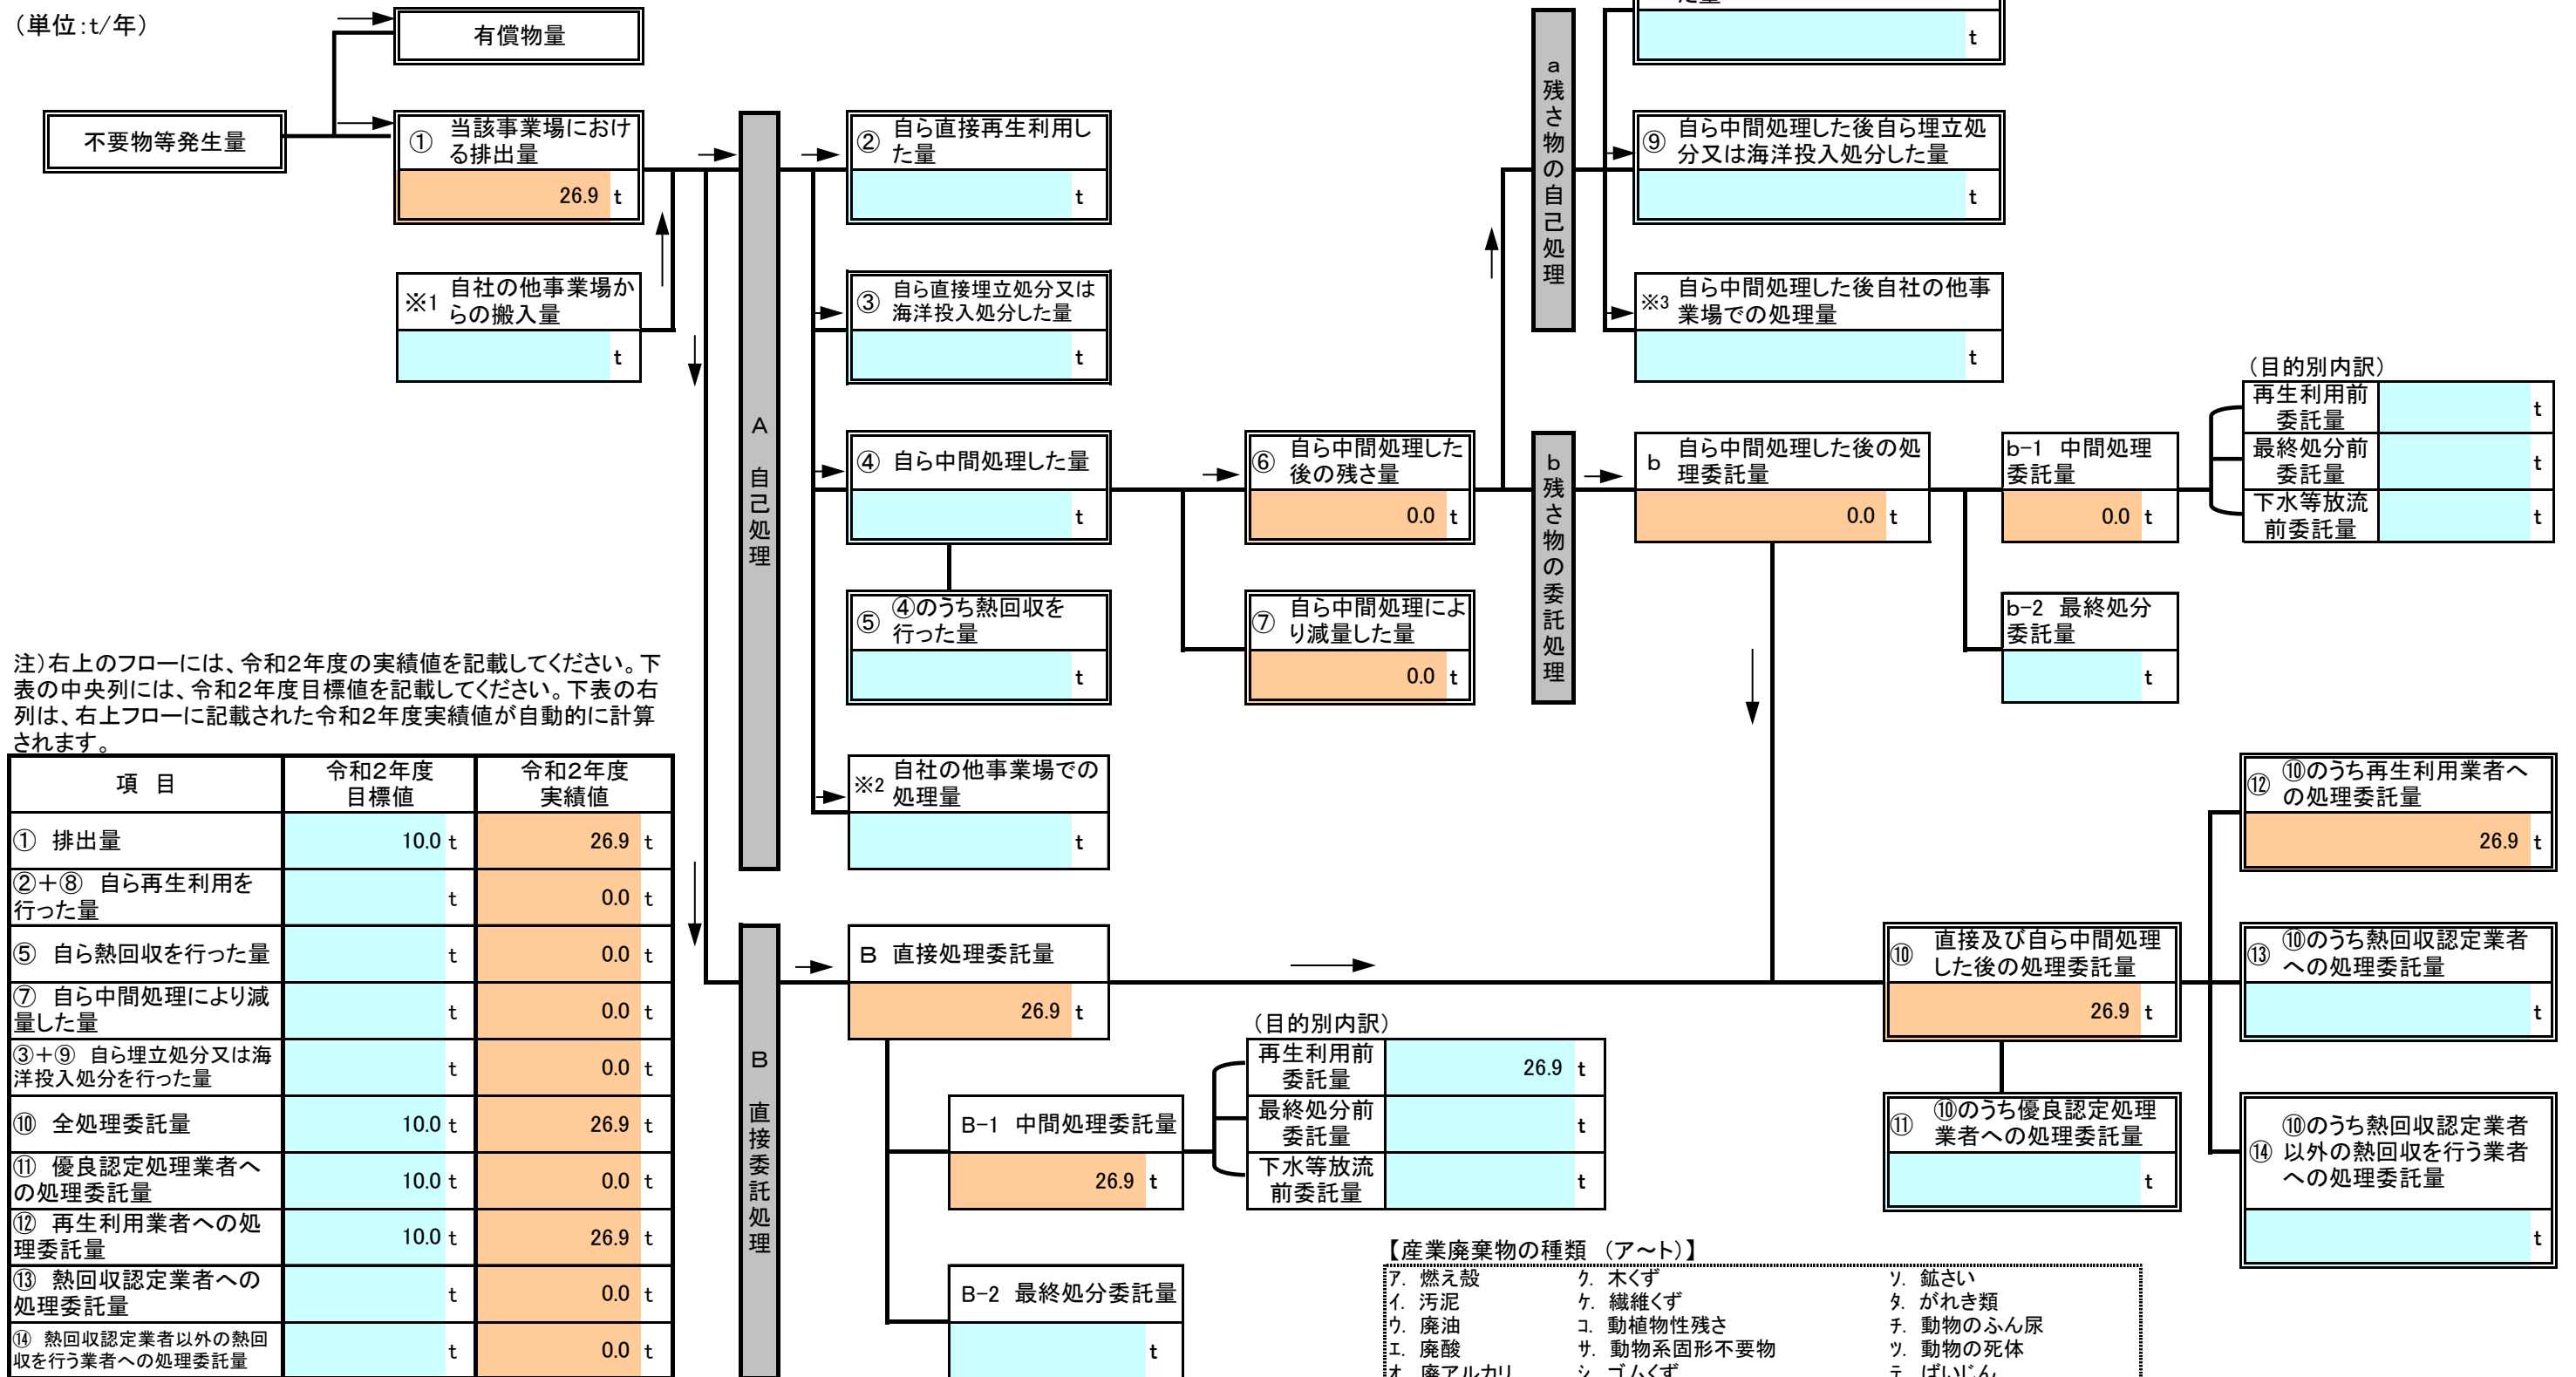 （単位：t/年）
有償物量
た量
t
不要物等発生量
① 当該事業場におけ
る排出量
26.9 t
※1 自社の他事業場か
らの搬入量
t
A 自己処理
② 自ら直接再生利用し
た量
t
③ 自ら直接埋立処分又は
海洋投入処分した量
t
④ 自ら中間処理した量
t
⑤ ④のうち熱回収を
行った量
t
※2 自社の他事業場での
処理量
t
⑥ 自ら中間処理した
後の残さ量
0.0 t
⑦ 自ら中間処理によ
り減量した量
0.0 t
a 残さ物の自己処理
⑨ 自ら中間処理した後自ら埋立処
分又は海洋投入処分した量
t
※3 自ら中間処理した後自社の他事
業場での処理量
t
b 残さ物の委託処理
b 自ら中間処理した後の処
理委託量
0.0 t
b-1 中間処理
委託量
0.0 t
b-2 最終処分
委託量
t
（目的別内訳）
再生利用前
委託量
t
最終処分前
委託量
t
下水等放流
前委託量
t
注）右上のフローには、令和２年度の実績値を記載してください。下
表の中央列には、令和２年度目標値を記載してください。下表の右
列は、右上フローに記載された令和２年度実績値が自動的に計算
されます。
項 目
令和２年度
目標値
令和２年度
実績値
① 排出量 10.0 t 26.9 t
②＋⑧ 自ら再生利用を
行った量
t 0.0 t
⑤ 自ら熱回収を行った量 t 0.0 t
⑦ 自ら中間処理により減
量した量
t 0.0 t
③＋⑨ 自ら埋立処分又は海
洋投入処分を行った量
t 0.0 t
⑩ 全処理委託量 10.0 t 26.9 t
⑪ 優良認定処理業者へ
の処理委託量
10.0 t 0.0 t
⑫ 再生利用業者への処
理委託量
10.0 t 26.9 t
⑬ 熱回収認定業者への
処理委託量
t 0.0 t
⑭ 熱回収認定業者以外の熱回
収を行う業者への処理委託量
t 0.0 t
B 直接委託処理
B 直接処理委託量
26.9 t
B-1 中間処理委託量
26.9 t
B-2 最終処分委託量
t
（目的別内訳）
再生利用前
委託量
26.9 t
最終処分前
委託量
t
下水等放流
前委託量
t
⑩ 直接及び自ら中間処理
した後の処理委託量
26.9 t
⑪ ⑩のうち優良認定処理
業者への処理委託量
t
⑫ ⑩のうち再生利用業者へ
の処理委託量
26.9 t
⑬ ⑩のうち熱回収認定業者
への処理委託量
t
⑭ ⑩のうち熱回収認定業者
以外の熱回収を行う業者
への処理委託量
t
【産業廃棄物の種類 （ア～ト）】
ｱ. 燃え殻 ｸ. 木くず ｿ. 鉱さい
ｲ. 汚泥 ｹ. 繊維くず ﾀ. がれき類
ｳ. 廃油 ｺ. 動植物性残さ ﾁ. 動物のふん尿
ｴ. 廃酸 ｻ. 動物系固形不要物 ﾂ. 動物の死体
ｵ. 廃アルカリ ｼ. ゴムくず ﾃ. ばいじん